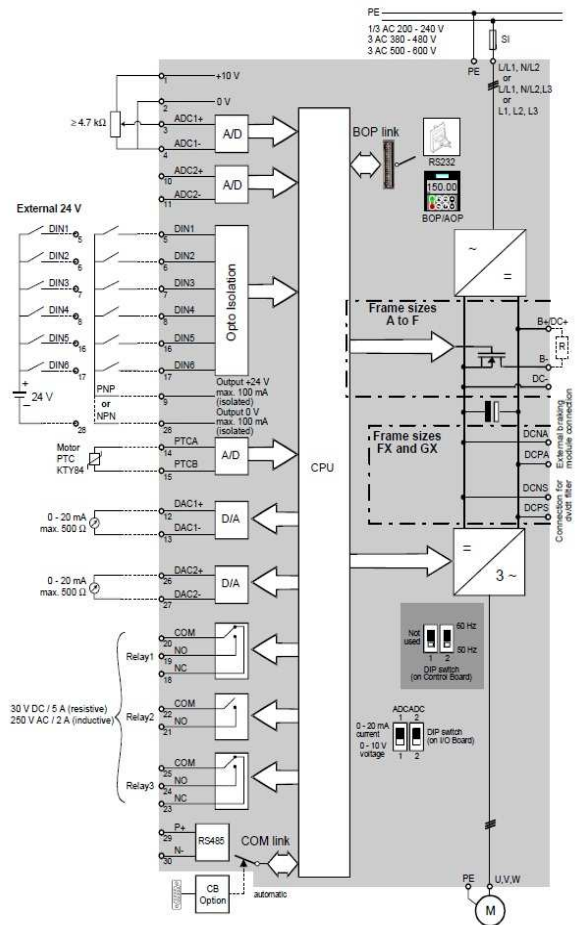 PE
1/3 AC 200 - 240 V
3 AC 380 - 480 V
3 AC 500 - 600 V
SI
PE
L/L1, N/L2
or
L/L1, N/L2,L3
or
L1, L2, L3
1
+10 V
2
0 V
≥ 4.7 kΩ
3
ADC1+
4
ADC1-
A/D
10
ADC2+
11
ADC2-
A/D
BOP link
RS232
150.00
BOP/AOP
CPU
External 24 V
DIN1
5
DIN1
5
DIN2
6
DIN2
6
DIN3
7
DIN3
7
DIN4
8
DIN4
8
DIN5
16
DIN5
16
DIN6
17
DIN6
17
Opto Isolation
+
24 V
−
28
PNP
or
NPN
9
Output +24 V
max. 100 mA
(isolated)
28
Output 0 V
max. 100 mA
(isolated)
~
=
Frame sizes
A to F
B+/DC+
R
B-
DC-
Frame sizes
FX and GX
DCNA
DCPA
DCNS
DCPS
External braking
module connection
Connection for
dv/dt filter
Motor
PTC
KTY84
14
PTCA
15
PTCB
A/D
0 - 20 mA
max. 500 Ω
12
DAC1+
13
DAC1-
D/A
0 - 20 mA
max. 500 Ω
26
DAC2+
27
DAC2-
D/A
=
3 ~
Relay1
20
COM
19
NO
18
NC
30 V DC / 5 A (resistive)
250 V AC / 2 A (inductive)
Relay2
22
COM
21
NO
Relay3
25
COM
24
NO
23
NC
Not
used
60 Hz
50 Hz
1 2
DIP switch
(on Control Board)
ADCADC
1 2
0 - 20 mA
current
0 - 10 V
voltage
1 2
DIP switch
(on I/O Board)
29
P+
30
N-
RS485
COM link
CB
Option
automatic
PE
U,V,W
M